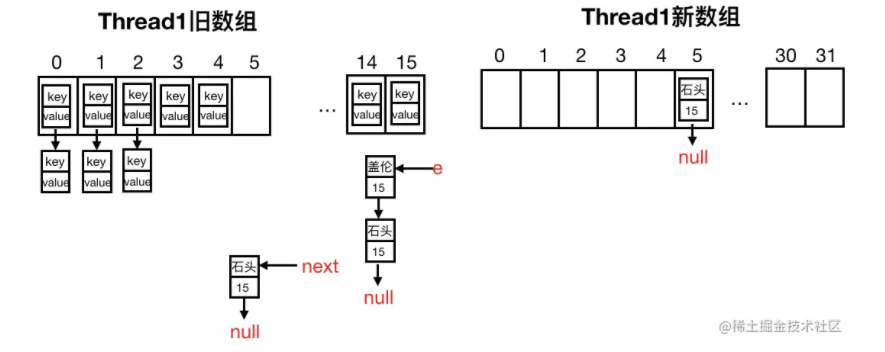 Thread1旧数组
Thread1新数组
0 1 2 3 4 5 14 15
0 1 2 3 4 5 30 31
key key key key key ... key key
value value value value value value value
石头
15
...
null
key key key
value value value
盖伦
15
e
石头
15
null
石头
15
next
null
@稀土掘金技术社区